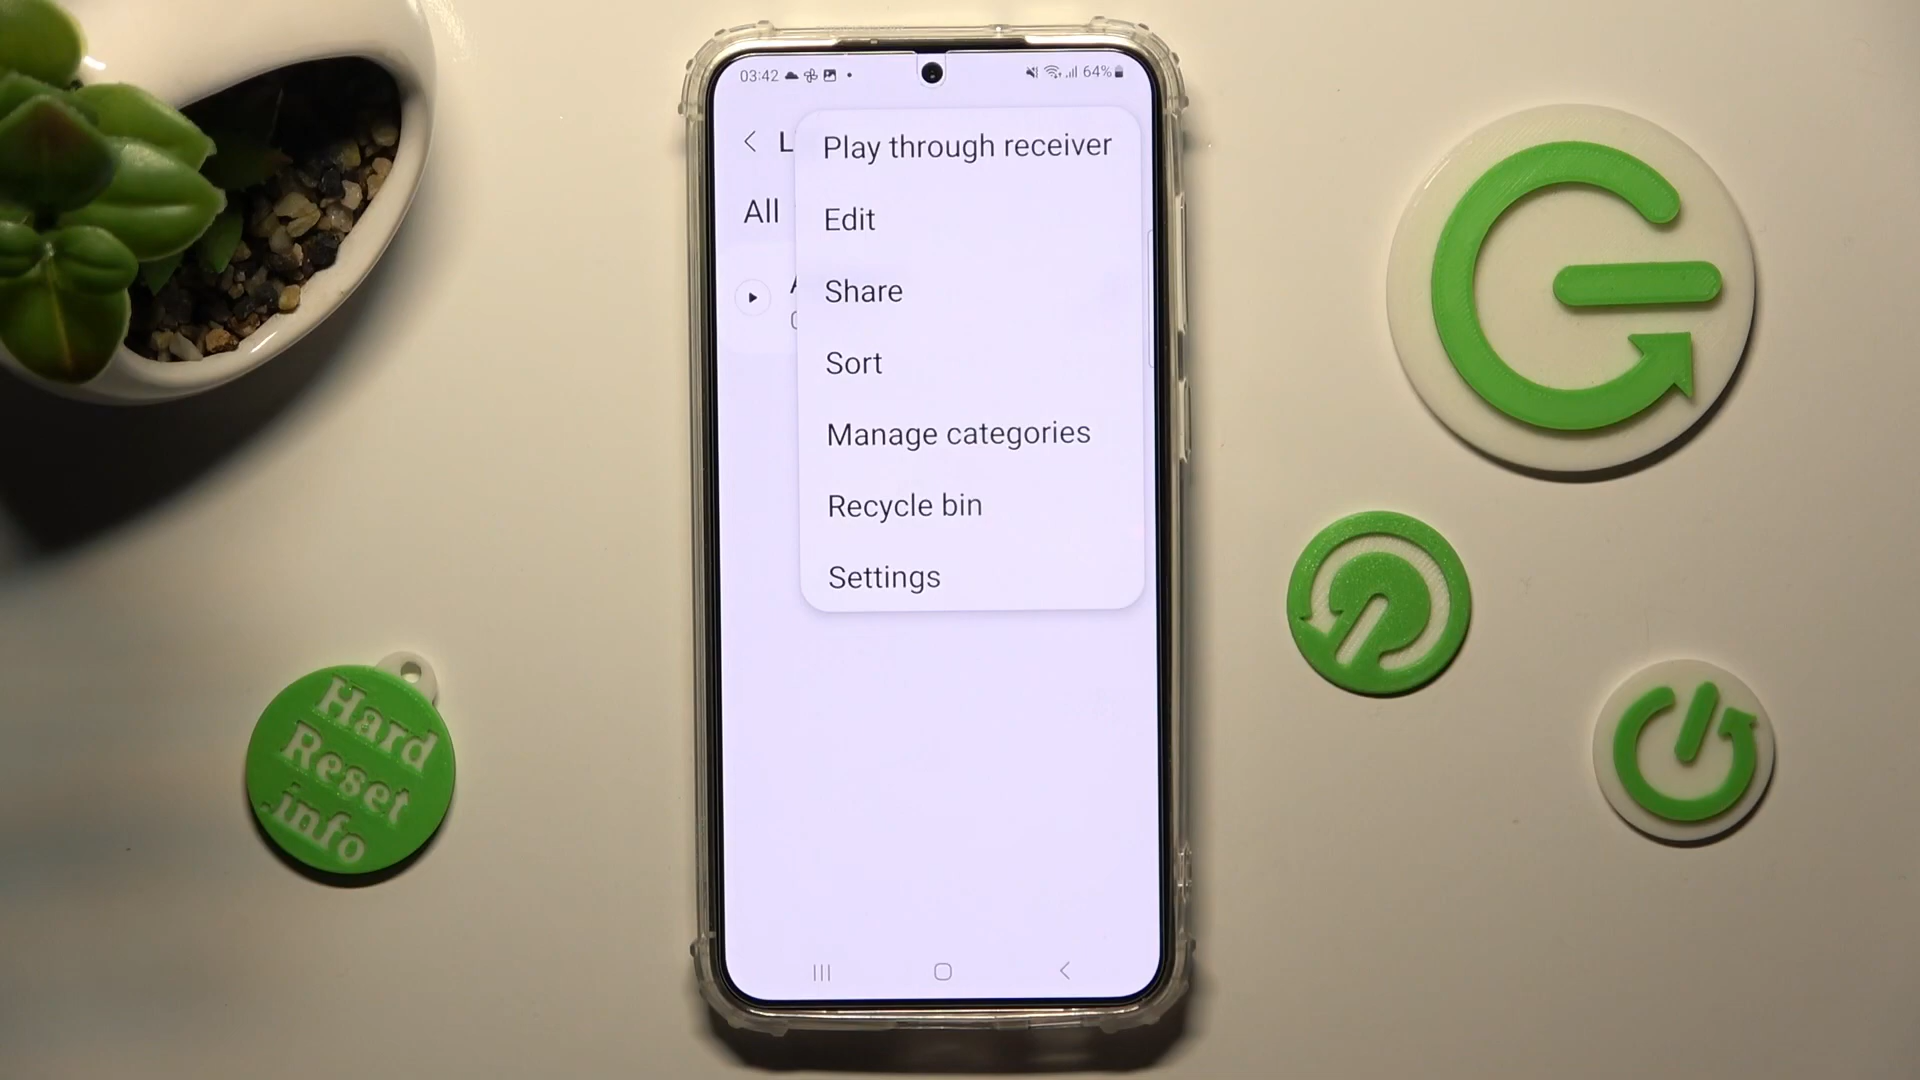 03:42
64%
L
Play through receiver
All
Edit
Share
Sort
Manage categories
Recycle bin
Settings
Hard
Reset
.info